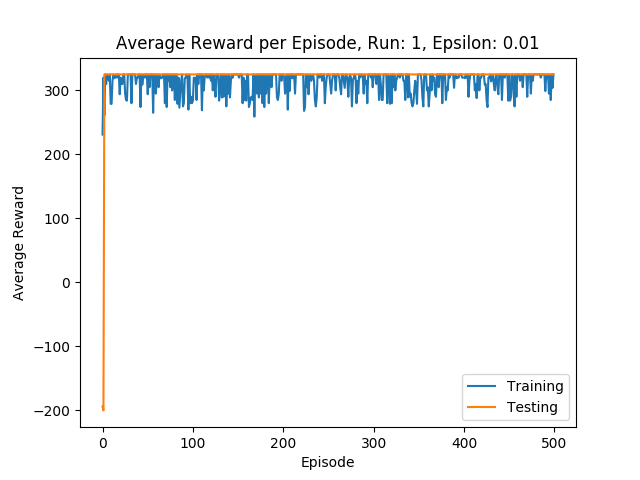 Average Reward per Episode, Run: 1, Epsilon: 0.01
Average Reward
300
200
100
0
−100
−200
0 100 200 300 400 500
Episode
Training
Testing